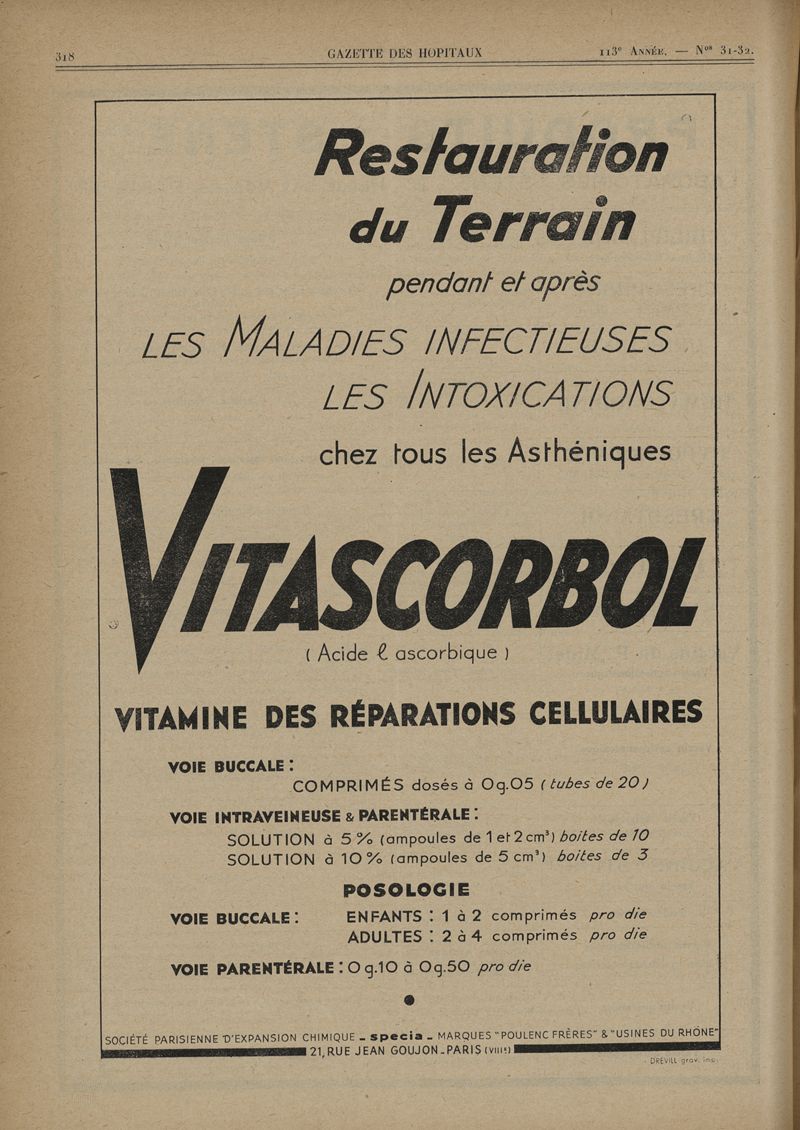 318
GAZETTE DES HOPITAUX
113e ANNÉE. — Nos 31-32.
Restauration
du Terrain
pendant et après
LES MALADIES INFECTIEUSES
LES INTOXICATIONS
chez tous les Asthéniques
VITASCORBOL
( Acide ℓ ascorbique )
VITAMINE DES RÉPARATIONS CELLULAIRES
VOIE BUCCALE :
COMPRIMÉS dosés à 0g.05 ( tubes de 20 )
VOIE INTRAVEINEUSE & PARENTÉRALE :
SOLUTION à 5 % (ampoules de 1 et 2 cm³) boites de 10
SOLUTION à 10 % (ampoules de 5 cm³) boites de 3
POSOLOGIE
VOIE BUCCALE : ENFANTS : 1 à 2 comprimés pro die
ADULTES : 2 à 4 comprimés pro die
VOIE PARENTÉRALE : 0 g.10 à 0g.50 pro die
SOCIÉTÉ PARISIENNE D'EXPANSION CHIMIQUE - specia - MARQUES "POULENC FRÈRES" & "USINES DU RHÔNE"
21, RUE JEAN GOUJON - PARIS (VIIIe)
DREVILL grav. imp.